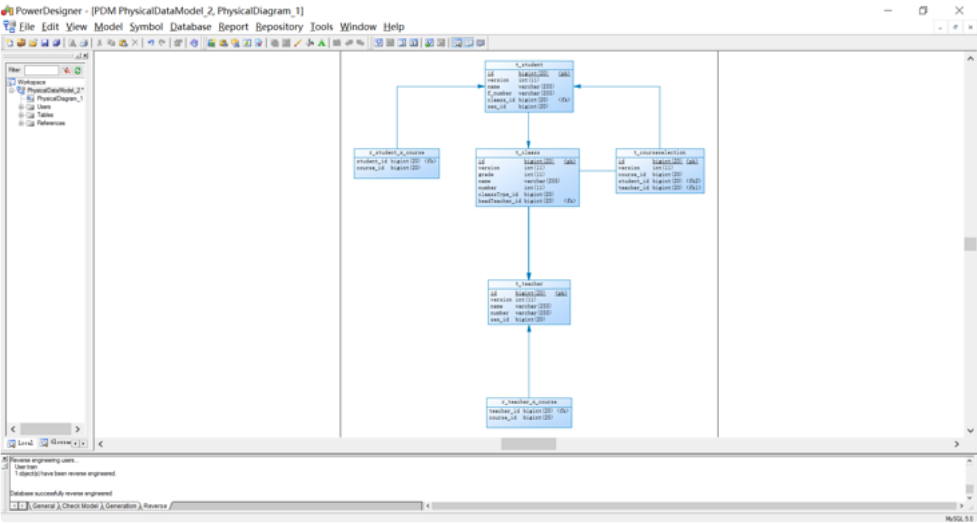 PowerDesigner - [PDM PhysicalDataModel_2, PhysicalDiagram_1]
File Edit View Model Symbol Database Report Repository Tools Window Help
Filter:
Workspace
PhysicalDataModel_2 *
PhysicalDiagram_1
Users
Tables
References
t_student
id bigint(20) (pk)
version int(11)
name varchar(255)
f_number varchar(255)
(fk)
sex_id bigint(20)
r_student_x_course
student_id bigint(20) (fk)
course_id bigint(20)
id bigint(20) (pk)
version int(11)
grade int(11)
name varchar(255)
number int(11)
bigint(20)
headTeacher_id bigint(20) (fk)
t_courseselection
id bigint(20) (pk)
version int(11)
course_id bigint(20)
student_id bigint(20) (fk2)
teacher_id bigint(20) (fk1)
t_teacher
id bigint(20) (pk)
version int(11)
name varchar(255)
number varchar(255)
sex_id bigint(20)
r_teacher_x_course
teacher_id bigint(20) (fk)
course_id bigint(20)
Local
Reverse engineering users...
User train
1 object(s) have been reverse engineered.
Database successfully reverse engineered
General Check Model Generation Reverse
MySQL 5.0